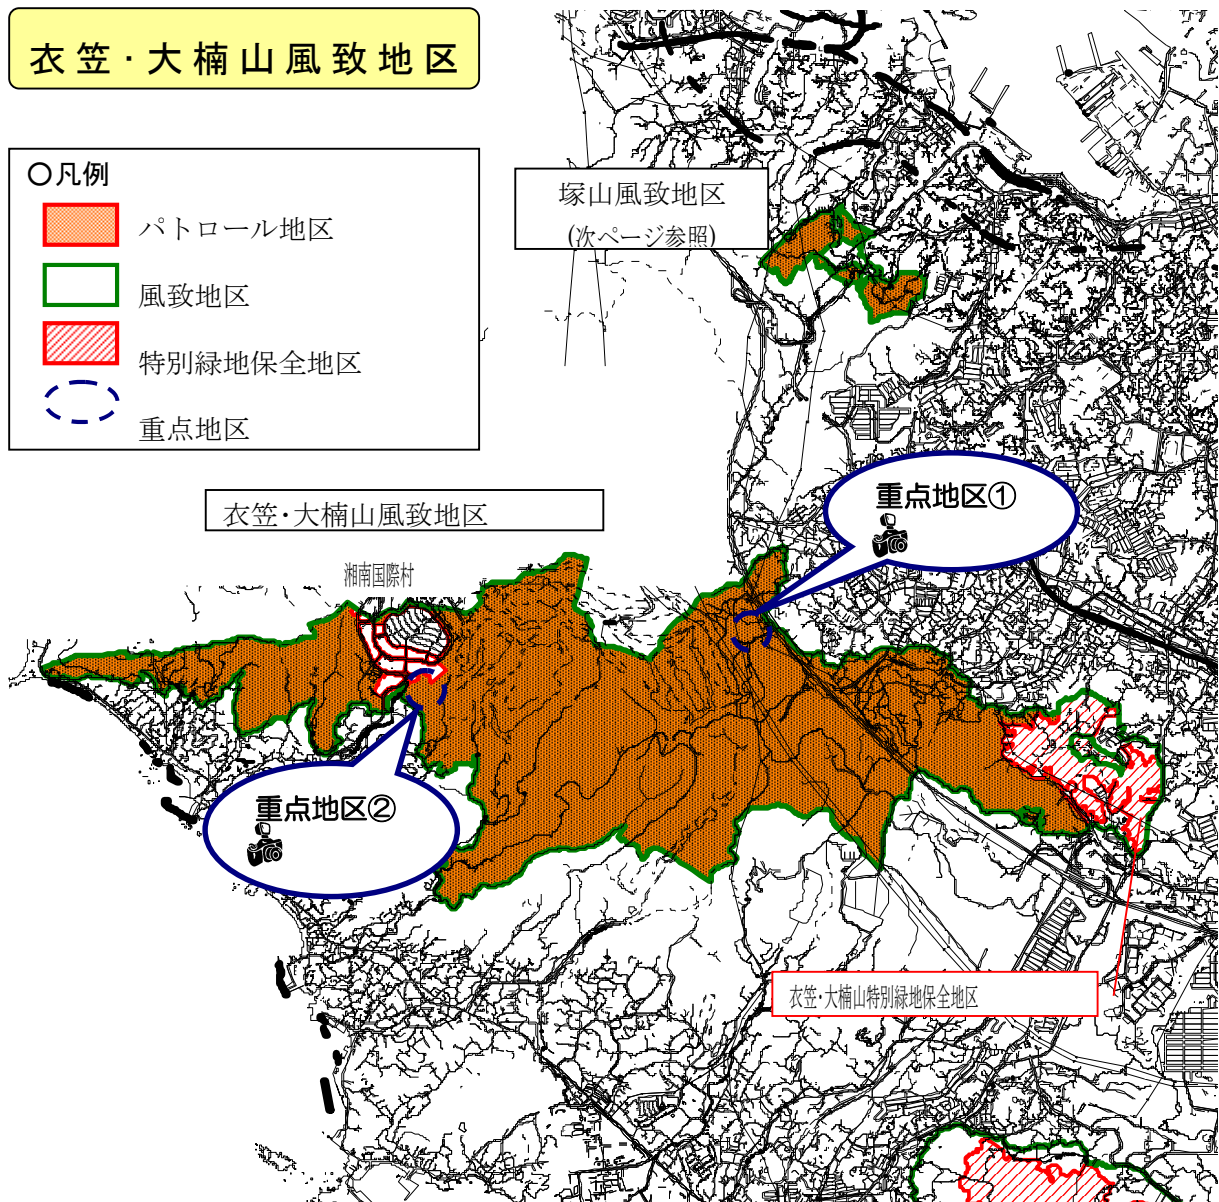 衣笠・大楠山風致地区
〇凡例
パトロール地区
風致地区
特別緑地保全地区
重点地区
塚山風致地区
(次ページ参照)
重点地区①
衣笠・大楠山風致地区
湘南国際村
重点地区②
衣笠・大楠山特別緑地保全地区